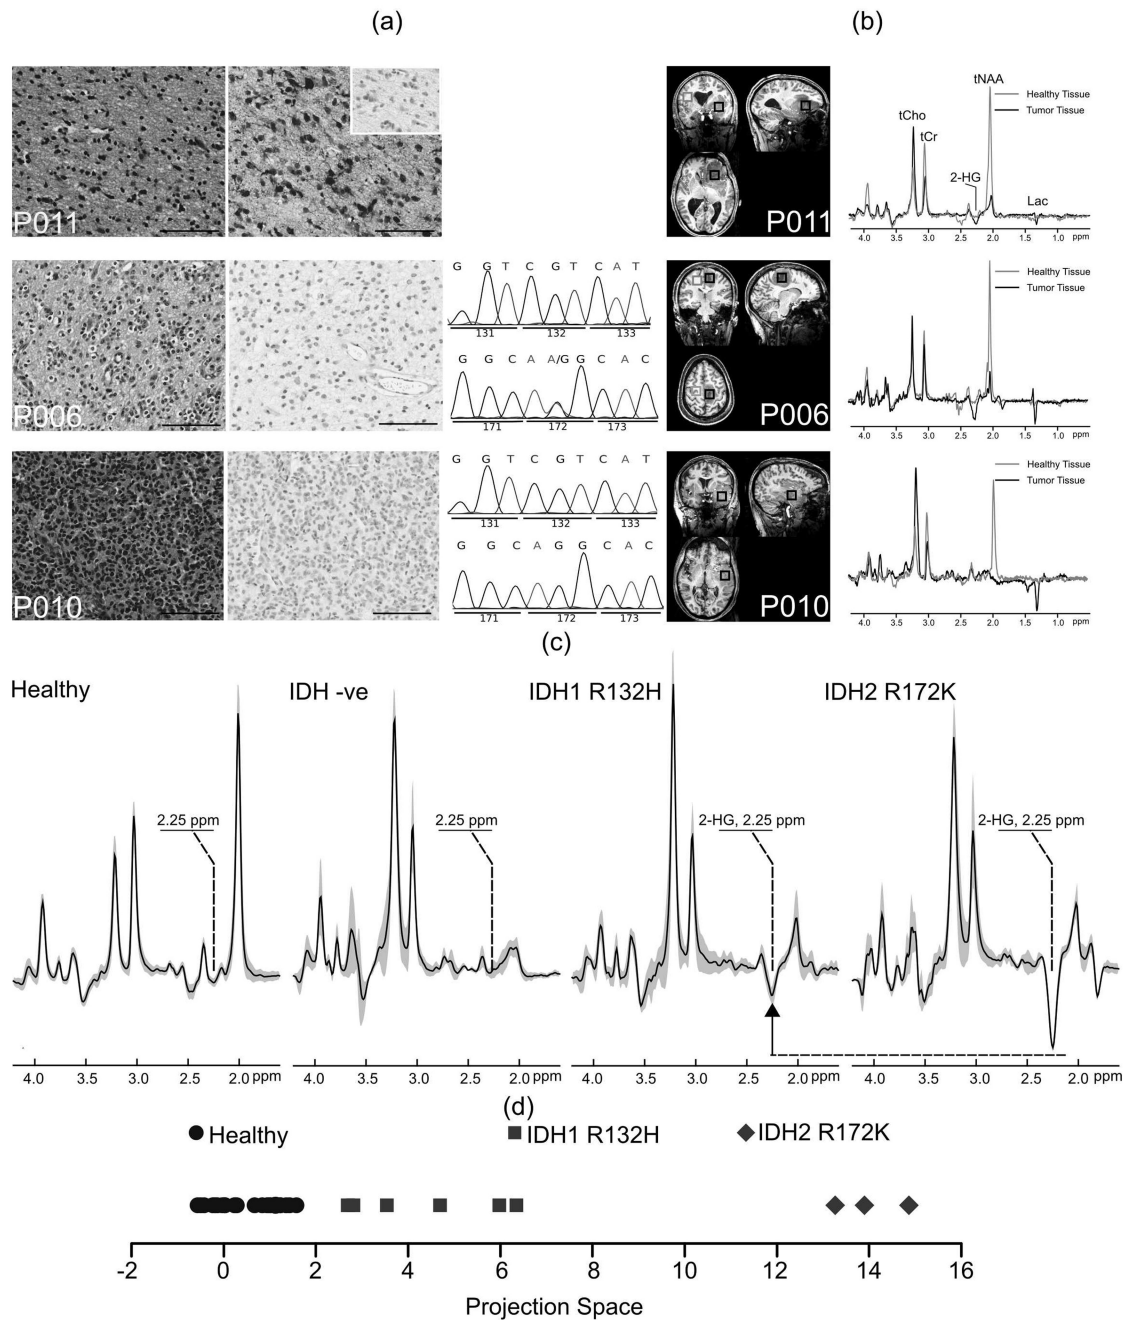 (a)
(b)
P011
P011
tNAA
tCho
tCr
2-HG
Lac
Healthy Tissue
Tumor Tissue
4.0 3.0 2.5 2.0 1.5 1.0 ppm
P006
G G T C G T C A T
131 132 133
G G C A A/G G C A C
171 172 173
P006
Healthy Tissue
Tumor Tissue
4.0 3.0 2.5 2.0 1.5 1.0 ppm
P010
G G T C G T C A T
131 132 133
G G C A G G C A C
171 172 173
P010
Healthy Tissue
Tumor Tissue
4.0 3.0 2.5 2.0 1.5 1.0 ppm
(c)
Healthy
IDH -ve
IDH1 R132H
IDH2 R172K
2.25 ppm
2.25 ppm
2-HG, 2.25 ppm
2-HG, 2.25 ppm
4.0 3.5 3.0 2.5 2.0 ppm
4.0 3.5 3.0 2.5 2.0 ppm
4.0 3.5 3.0 2.5 2.0 ppm
4.0 3.5 3.0 2.5 2.0 ppm
(d)
Healthy
IDH1 R132H
IDH2 R172K
-2 0 2 4 6 8 10 12 14 16
Projection Space